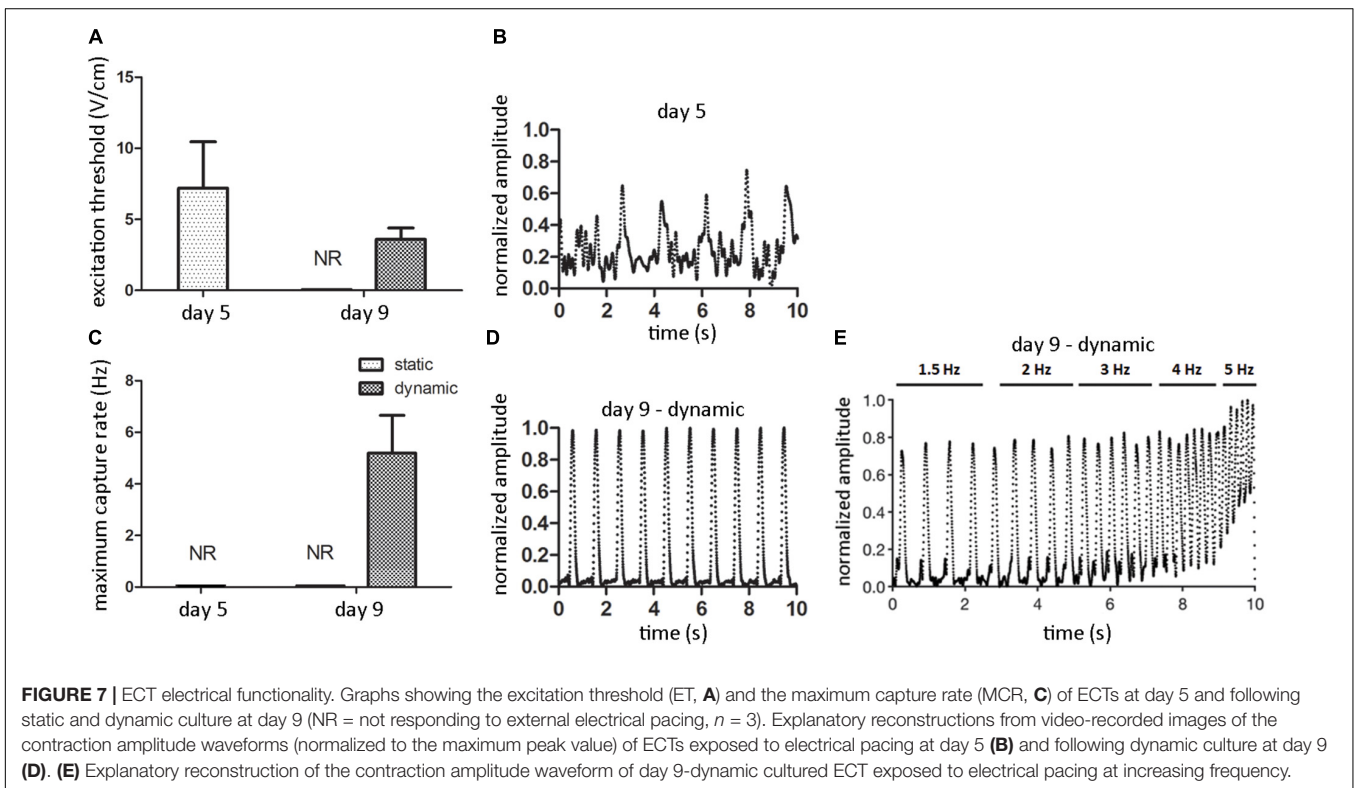 A
excitation threshold (V/cm)
15
10
5
0
NR
day 5
day 9
B
day 5
normalized amplitude
1.0
0.8
0.6
0.4
0.2
0.0
0 2 4 6 8 10
time (s)
C
maximum capture rate (Hz)
8
6
4
2
0
static
dynamic
NR
NR
day 5
day 9
D
day 9 - dynamic
normalized amplitude
1.0
0.8
0.6
0.4
0.2
0.0
0 2 4 6 8 10
time (s)
E
day 9 - dynamic
1.5 Hz 2 Hz 3 Hz 4 Hz 5 Hz
normalized amplitude
1.0
0.8
0.6
0.4
0.2
0.0
0 2 4 6 8 10
time (s)
FIGURE 7 | ECT electrical functionality. Graphs showing the excitation threshold (ET, A) and the maximum capture rate (MCR, C) of ECTs at day 5 and following
static and dynamic culture at day 9 (NR = not responding to external electrical pacing, n = 3). Explanatory reconstructions from video-recorded images of the
contraction amplitude waveforms (normalized to the maximum peak value) of ECTs exposed to electrical pacing at day 5 (B) and following dynamic culture at day 9
(D). (E) Explanatory reconstruction of the contraction amplitude waveform of day 9-dynamic cultured ECT exposed to electrical pacing at increasing frequency.